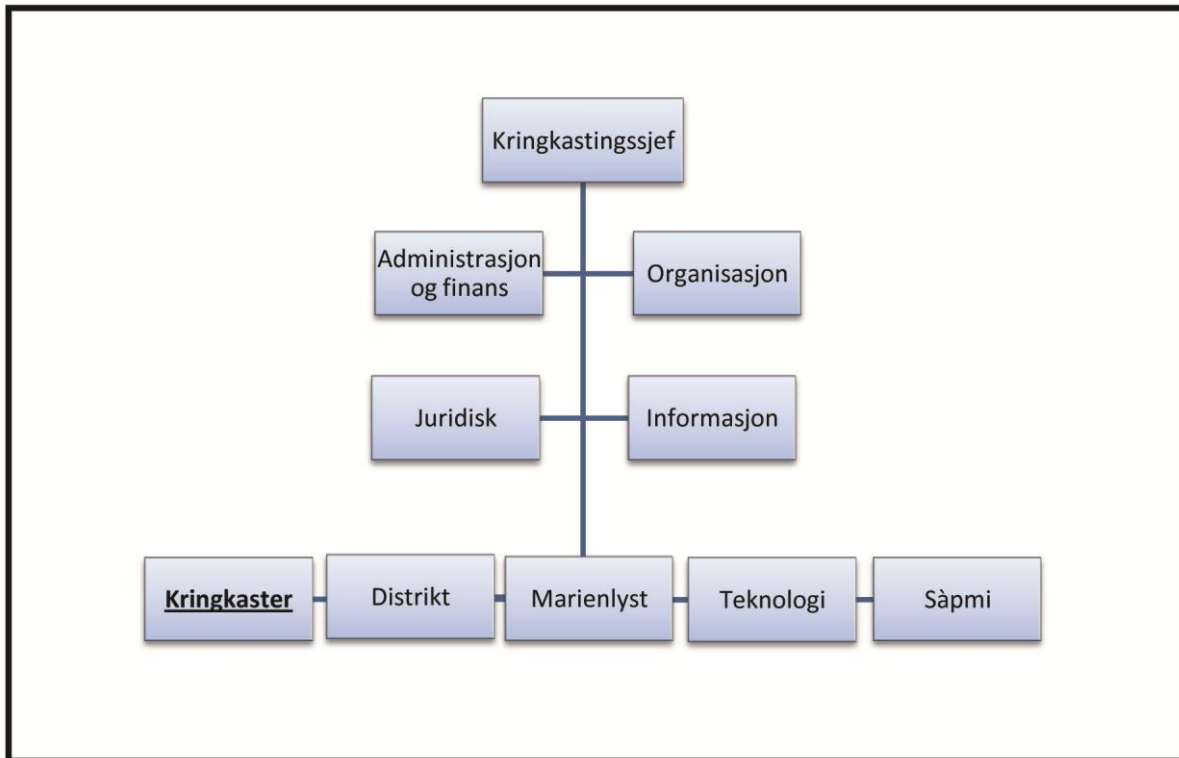 Kringkastingssjef
Administrasjon
og finans
Organisasjon
Juridisk
Informasjon
Kringkaster
Distrikt
Marienlyst
Teknologi
Sàpmi